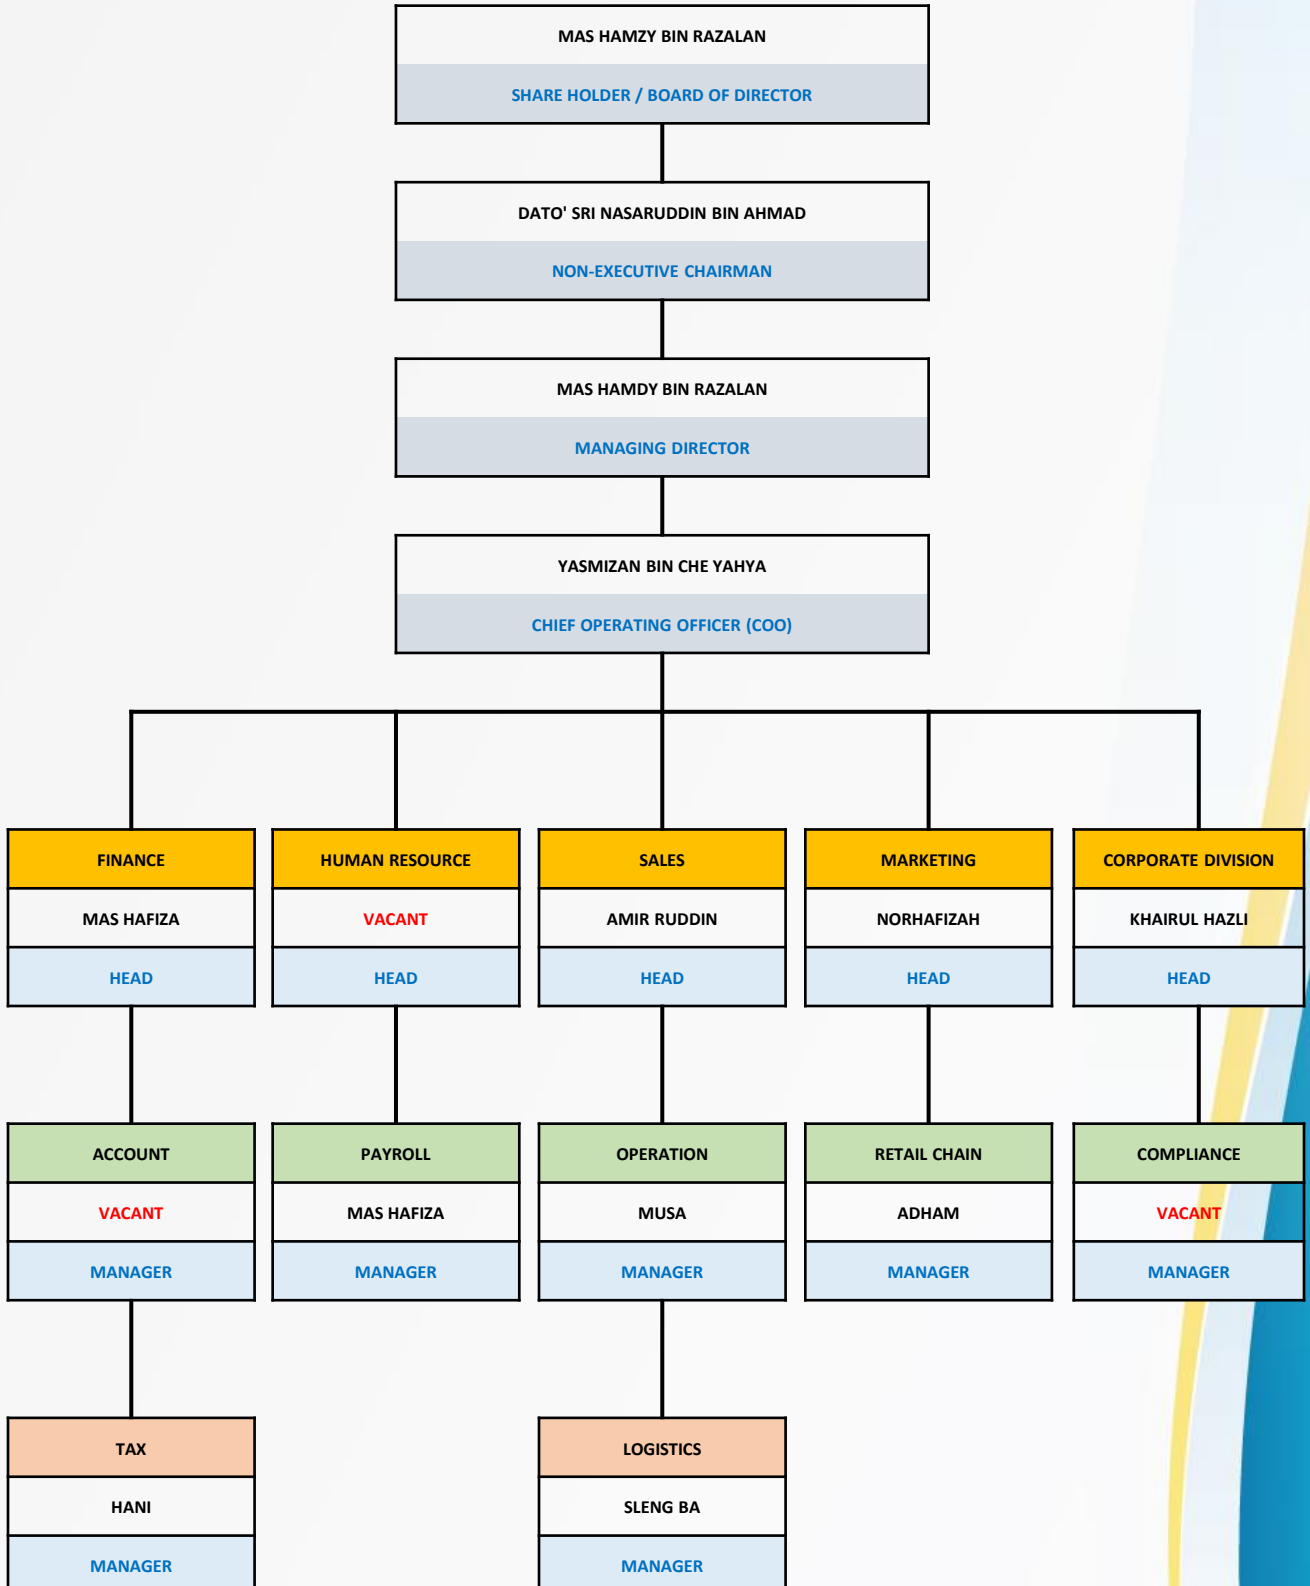 MAS HAMZY BIN RAZALAN
SHARE HOLDER / BOARD OF DIRECTOR
DATO' SRI NASARUDDIN BIN AHMAD
NON-EXECUTIVE CHAIRMAN
MAS HAMDY BIN RAZALAN
MANAGING DIRECTOR
YASMIZAN BIN CHE YAHYA
CHIEF OPERATING OFFICER (COO)
FINANCE
MAS HAFIZA
HEAD
HUMAN RESOURCE
VACANT
HEAD
SALES
AMIR RUDDIN
HEAD
MARKETING
NORHAFIZAH
HEAD
CORPORATE DIVISION
KHAIRUL HAZLI
HEAD
ACCOUNT
VACANT
MANAGER
PAYROLL
MAS HAFIZA
MANAGER
OPERATION
MUSA
MANAGER
RETAIL CHAIN
ADHAM
MANAGER
COMPLIANCE
VACANT
MANAGER
TAX
HANI
MANAGER
LOGISTICS
SLENG BA
MANAGER